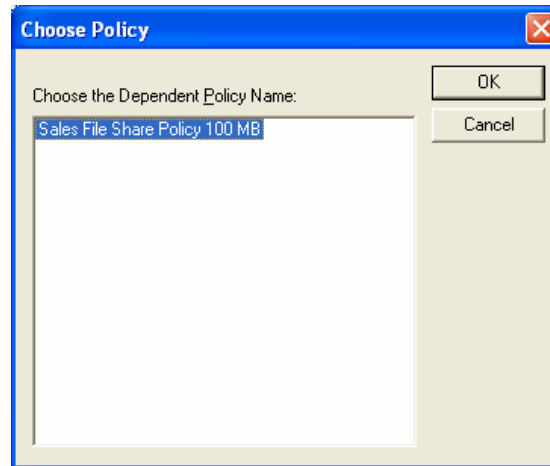 Choose Policy
Choose the Dependent Policy Name:
Sales File Share Policy 100 MB
OK
Cancel